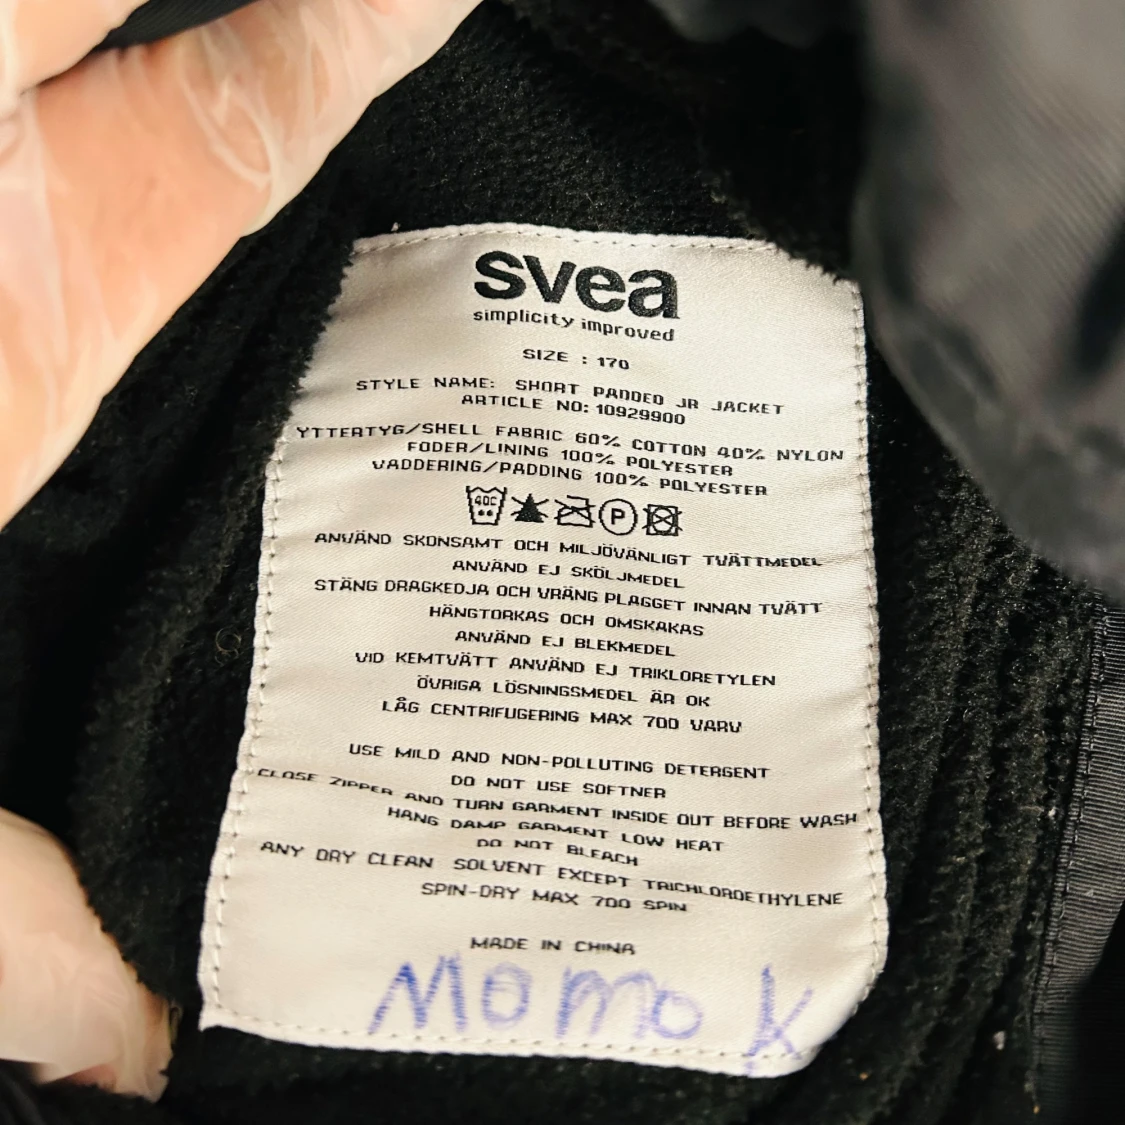 svea
simplicity improved
SIZE : 170
STYLE NAME: SHORT PADDED JR JACKET
ARTICLE NO: 10929900
YTTERTYG/SHELL FABRIC 60% COTTON 40% NYLON
FODER/LINING 100% POLYESTER
VADDERING/PADDING 100% POLYESTER
40C P
ANVÄND SKONSAMT OCH MILJÖVÄNLIGT TVÄTTMEDEL
ANVÄND EJ SKÖLJMEDEL
STÄNG DRAGKEDJA OCH VRÄNG PLAGGET INNAN TVÄTT
HÄNGTORKAS OCH OMSKAKAS
ANVÄND EJ BLEKMEDEL
VID KEMTVÄTT ANVÄND EJ TRIKLORETYLEN
ÖVRIGA LÖSNINGSMEDEL ÄR OK
LÅG CENTRIFUGERING MAX 700 VARV
USE MILD AND NON-POLLUTING DETERGENT
DO NOT USE SOFTNER
CLOSE ZIPPER AND TURN GARMENT INSIDE OUT BEFORE WASH
HANG DAMP GARMENT LOW HEAT
DO NOT BLEACH
ANY DRY CLEAN SOLVENT EXCEPT TRICHLOROETHYLENE
SPIN-DRY MAX 700 SPIN
MADE IN CHINA
Momo K